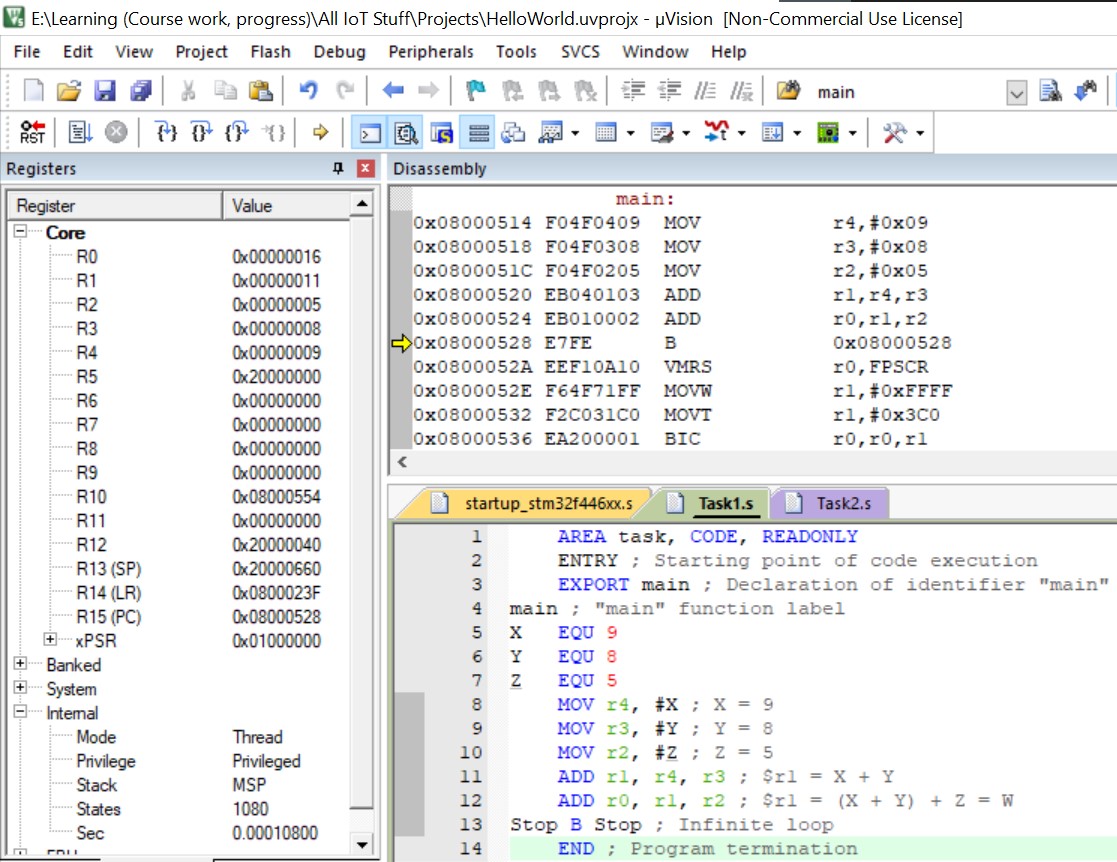 E:\Learning (Course work, progress)\All IoT Stuff\Projects\HelloWorld.uvprojx - µVision [Non-Commercial Use License]
File Edit View Project Flash Debug Peripherals Tools SVCS Window Help
main
RST
Registers
Register Value
Core
R0 0x00000016
R1 0x00000011
R2 0x00000005
R3 0x00000008
R4 0x00000009
R5 0x20000000
R6 0x00000000
R7 0x00000000
R8 0x00000000
R9 0x00000000
R10 0x08000554
R11 0x00000000
R12 0x20000040
R13 (SP) 0x20000660
R14 (LR) 0x0800023F
R15 (PC) 0x08000528
xPSR 0x01000000
Banked
System
Internal
Mode Thread
Privilege Privileged
Stack MSP
States 1080
Sec 0.00010800
Disassembly
main:
0x08000514 F04F0409 MOV r4,#0x09
0x08000518 F04F0308 MOV r3,#0x08
0x0800051C F04F0205 MOV r2,#0x05
0x08000520 EB040103 ADD r1,r4,r3
0x08000524 EB010002 ADD r0,r1,r2
0x08000528 E7FE B 0x08000528
0x0800052A EEF10A10 VMRS r0,FPSCR
0x0800052E F64F71FF MOVW r1,#0xFFFF
0x08000532 F2C031C0 MOVT r1,#0x3C0
0x08000536 EA200001 BIC r0,r0,r1
startup_stm32f446xx.s Task1.s Task2.s
1 AREA task, CODE, READONLY
2 ENTRY ; Starting point of code execution
3 EXPORT main ; Declaration of identifier "main"
4 main ; "main" function label
5 X EQU 9
6 Y EQU 8
7 Z EQU 5
8 MOV r4, #X ; X = 9
9 MOV r3, #Y ; Y = 8
10 MOV r2, #Z ; Z = 5
11 ADD r1, r4, r3 ; $r1 = X + Y
12 ADD r0, r1, r2 ; $r1 = (X + Y) + Z = W
13 Stop B Stop ; Infinite loop
14 END ; Program termination